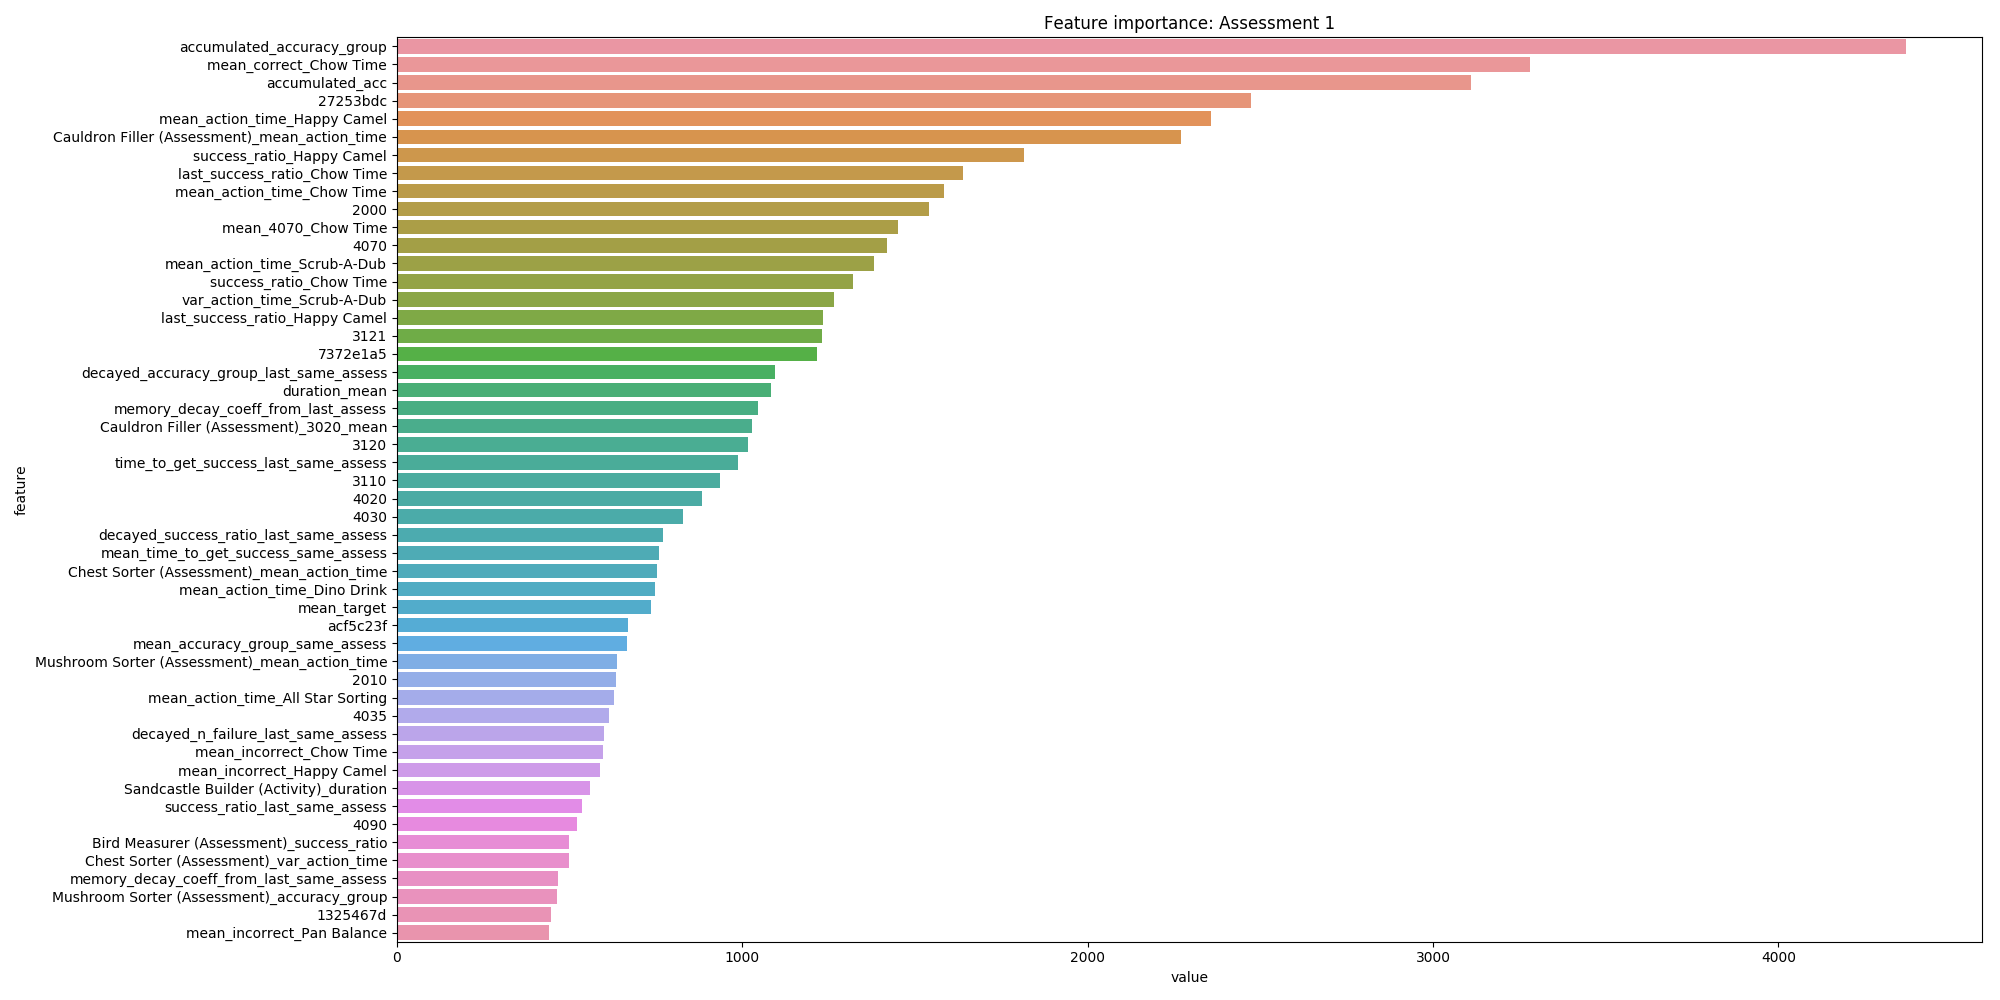 Feature importance: Assessment 1
accumulated_accuracy_group
mean_correct_Chow Time
accumulated_acc
27253bdc
mean_action_time_Happy Camel
Cauldron Filler (Assessment)_mean_action_time
success_ratio_Happy Camel
last_success_ratio_Chow Time
mean_action_time_Chow Time
2000
mean_4070_Chow Time
4070
mean_action_time_Scrub-A-Dub
success_ratio_Chow Time
var_action_time_Scrub-A-Dub
last_success_ratio_Happy Camel
3121
7372e1a5
decayed_accuracy_group_last_same_assess
duration_mean
memory_decay_coeff_from_last_assess
Cauldron Filler (Assessment)_3020_mean
3120
time_to_get_success_last_same_assess
3110
4020
4030
decayed_success_ratio_last_same_assess
mean_time_to_get_success_same_assess
Chest Sorter (Assessment)_mean_action_time
mean_action_time_Dino Drink
mean_target
acf5c23f
mean_accuracy_group_same_assess
Mushroom Sorter (Assessment)_mean_action_time
2010
mean_action_time_All Star Sorting
4035
decayed_n_failure_last_same_assess
mean_incorrect_Chow Time
mean_incorrect_Happy Camel
Sandcastle Builder (Activity)_duration
success_ratio_last_same_assess
4090
Bird Measurer (Assessment)_success_ratio
Chest Sorter (Assessment)_var_action_time
memory_decay_coeff_from_last_same_assess
Mushroom Sorter (Assessment)_accuracy_group
1325467d
mean_incorrect_Pan Balance
feature
0 1000 2000 3000 4000
value